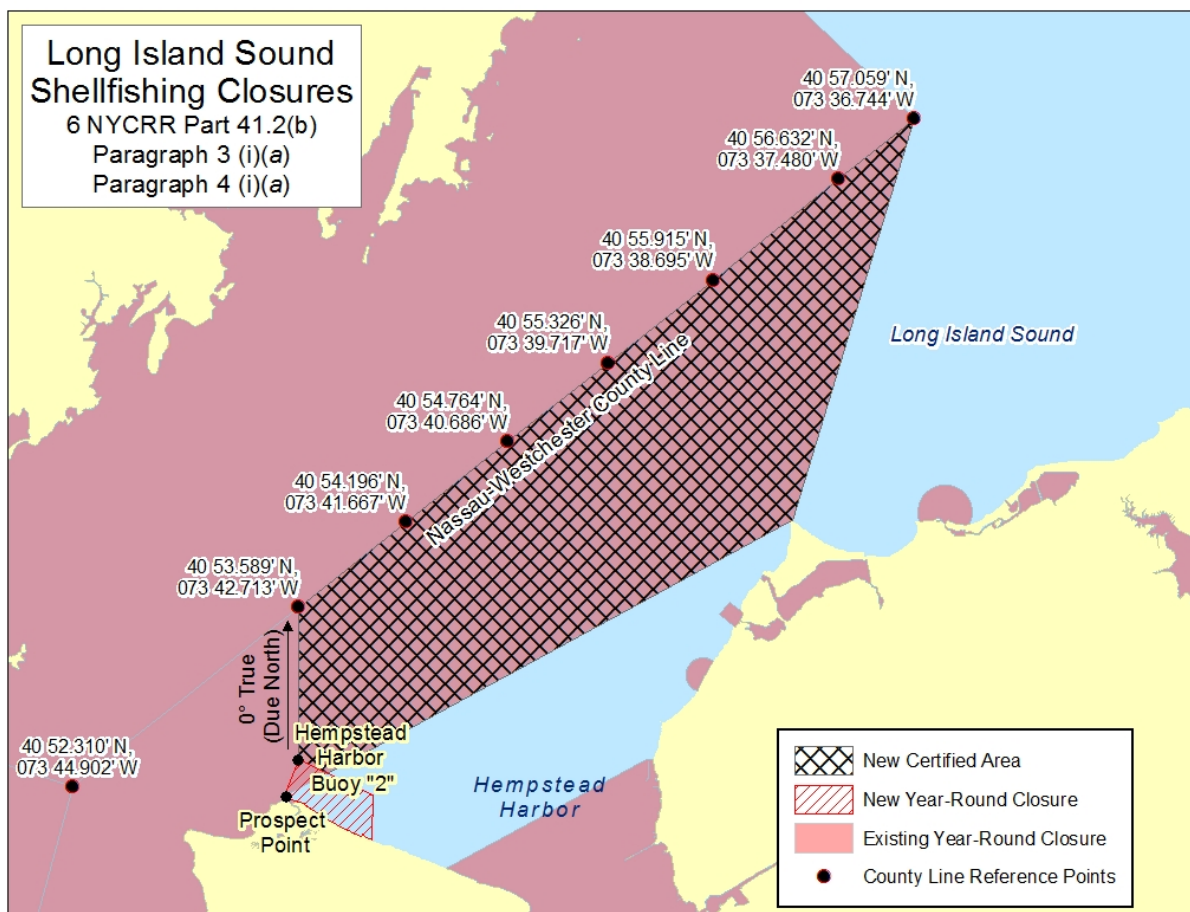 Long Island Sound
Shellfishing Closures
6 NYCRR Part 41.2(b)
Paragraph 3 (i)(a)
Paragraph 4 (i)(a)
40 57.059' N,
073 36.744' W
40 56.632' N,
073 37.480' W
40 55.915' N,
073 38.695' W
40 55.326' N,
073 39.717' W
Long Island Sound
40 54.764' N,
073 40.686' W
Nassau-Westchester County Line
40 54.196' N,
073 41.667' W
40 53.589' N,
073 42.713' W
0° True
(Due North)
40 52.310' N,
073 44.902' W
Hempstead
Harbor
Buoy "2"
Prospect
Point
Hempstead
Harbor
New Certified Area
New Year-Round Closure
Existing Year-Round Closure
County Line Reference Points